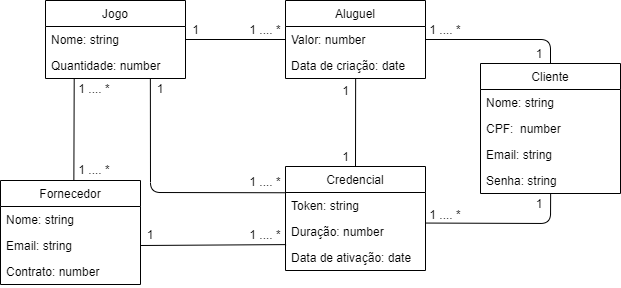 Jogo
Nome: string
Quantidade: number
1
1 .... *
Aluguel
Valor: number
Data de criação: date
1 .... *
1
Cliente
Nome: string
CPF:  number
Email: string
Senha: string
1
1 .... *
1 .... *
1
1
1
1 .... *
1 .... *
Fornecedor
Nome: string
Email: string
Contrato: number
1
1 .... *
Credencial
Token: string
Duração: number
Data de ativação: date